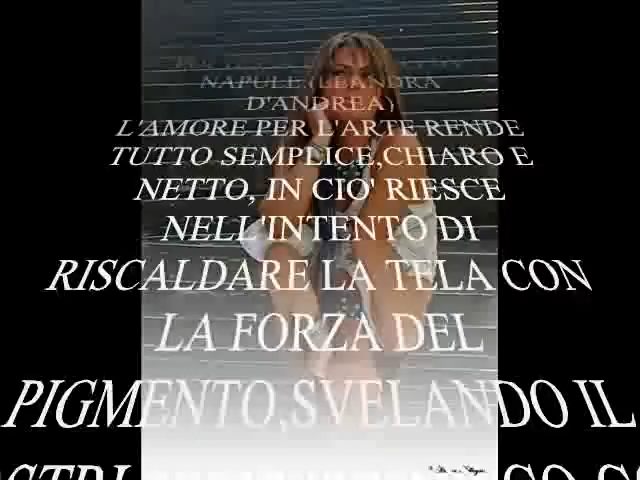 NAPULE.(LEANDRA
D'ANDREA)
L'AMORE PER L'ARTE RENDE
TUTTO SEMPLICE,CHIARO E
NETTO, IN CIO' RIESCE
NELL'INTENTO DI
RISCALDARE LA TELA CON
LA FORZA DEL
PIGMENTO,SVELANDO IL